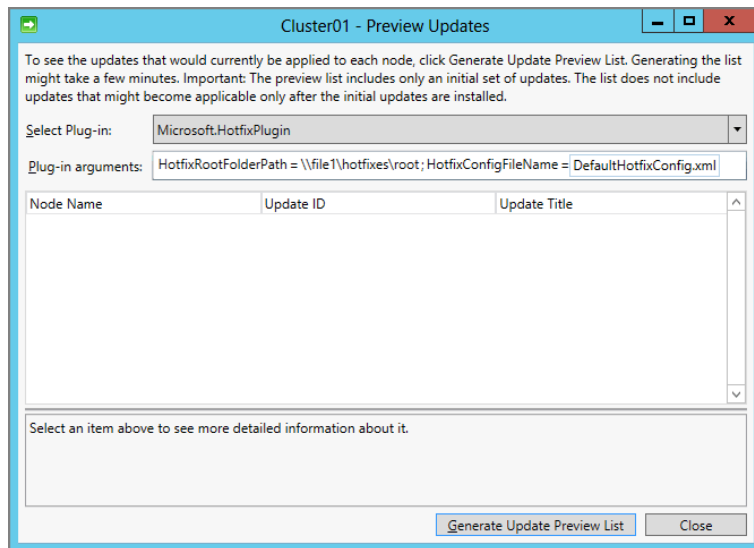 Cluster01 - Preview Updates
To see the updates that would currently be applied to each node, click Generate Update Preview List. Generating the list
might take a few minutes. Important: The preview list includes only an initial set of updates. The list does not include
updates that might become applicable only after the initial updates are installed.
Select Plug-in: Microsoft.HotfixPlugin
Plug-in arguments: HotfixRootFolderPath = \\file1\hotfixes\root; HotfixConfigFileName = DefaultHotfixConfig.xml
Node Name Update ID Update Title
Select an item above to see more detailed information about it.
Generate Update Preview List Close